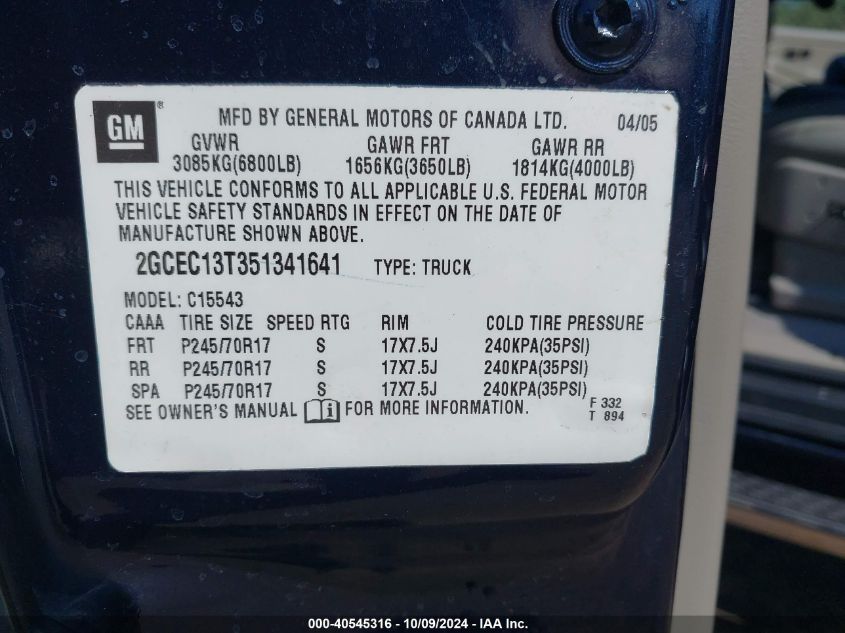 GM® MFD BY GENERAL MOTORS OF CANADA LTD. 04/05
GVWR GAWR FRT GAWR RR
3085KG(6800LB) 1656KG(3650LB) 1814KG(4000LB)
THIS VEHICLE CONFORMS TO ALL APPLICABLE U.S. FEDERAL MOTOR
VEHICLE SAFETY STANDARDS IN EFFECT ON THE DATE OF
MANUFACTURE SHOWN ABOVE.
2GCEC13T351341641 TYPE: TRUCK
MODEL: C15543
CAAA TIRE SIZE SPEED RTG RIM COLD TIRE PRESSURE
FRT P245/70R17 S 17X7.5J 240KPA(35PSI)
RR P245/70R17 S 17X7.5J 240KPA(35PSI)
SPA P245/70R17 S 17X7.5J 240KPA(35PSI)
SEE OWNER'S MANUAL i FOR MORE INFORMATION. F 332
T 894
000-40545316 - 10/09/2024 - IAA Inc.